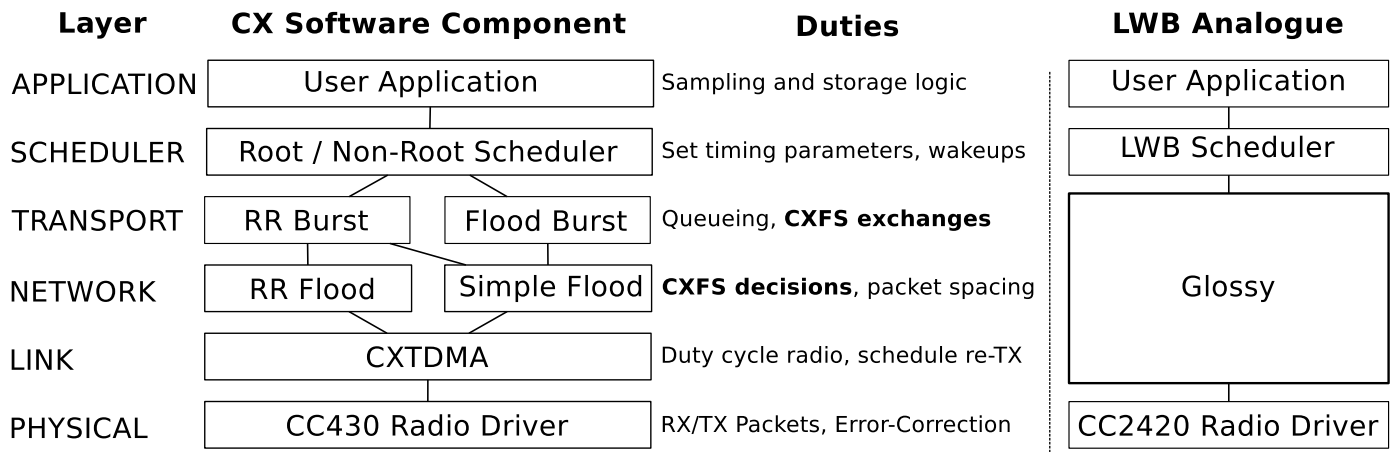 Layer CX Software Component Duties LWB Analogue
APPLICATION User Application Sampling and storage logic User Application
SCHEDULER Root / Non-Root Scheduler Set timing parameters, wakeups LWB Scheduler
TRANSPORT RR Burst Flood Burst Queueing, CXFS exchanges
NETWORK RR Flood Simple Flood CXFS decisions, packet spacing Glossy
LINK CXTDMA Duty cycle radio, schedule re-TX
PHYSICAL CC430 Radio Driver RX/TX Packets, Error-Correction CC2420 Radio Driver